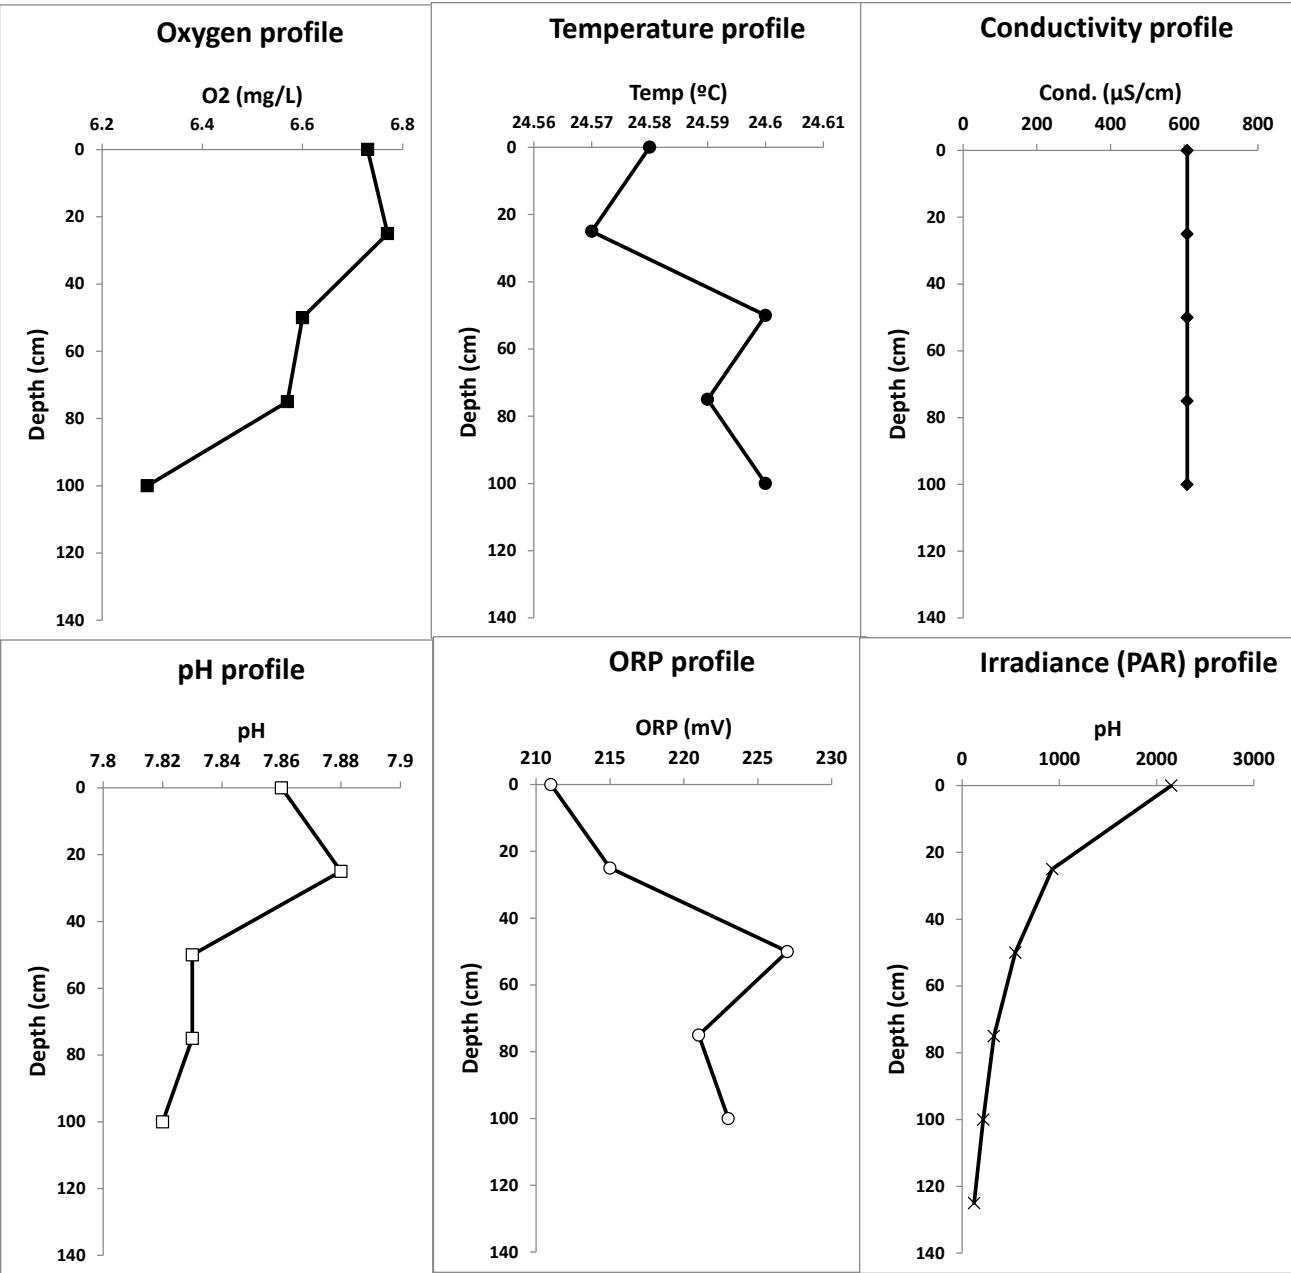 Oxygen profile
O2 (mg/L)
6.2 6.4 6.6 6.8
0
20
40
60
80
100
120
140
Depth (cm)
Temperature profile
Temp (ºC)
24.56 24.57 24.58 24.59 24.6 24.61
0
20
40
60
80
100
120
140
Depth (cm)
Conductivity profile
Cond. (µS/cm)
0 200 400 600 800
0
20
40
60
80
100
120
140
Depth (cm)
pH profile
pH
7.8 7.82 7.84 7.86 7.88 7.9
0
20
40
60
80
100
120
140
Depth (cm)
ORP profile
ORP (mV)
210 215 220 225 230
0
20
40
60
80
100
120
140
Depth (cm)
Irradiance (PAR) profile
pH
0 1000 2000 3000
0
20
40
60
80
100
120
140
Depth (cm)